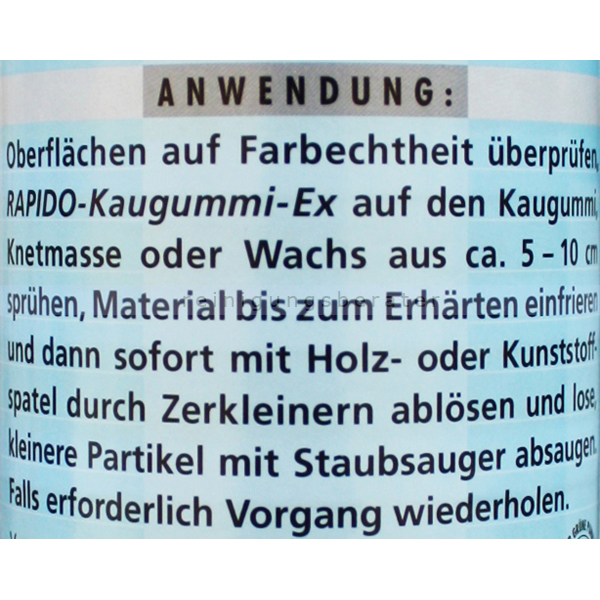 ANWENDUNG:
Oberflächen auf Farbechtheit überprüfen,
RAPIDO-Kaugummi-Ex auf den Kaugummi,
Knetmasse oder Wachs aus ca. 5 – 10 cm
sprühen, Material bis zum Erhärten einfrieren
reinigungsberater
und dann sofort mit Holz- oder Kunststoff-
spatel durch Zerkleinern ablösen und lose,
kleinere Partikel mit Staubsauger absaugen.
Falls erforderlich Vorgang wiederholen.
GRÜNE